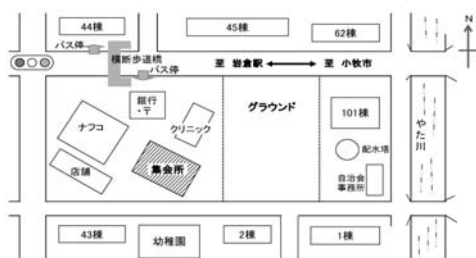 44棟
45棟
62棟
N
バス停
横断歩道橋
バス停
至 岩倉駅
至 小牧市
銀行
・〒
クリニック
グラウンド
101棟
ナフコ
配水塔
やた川
店舗
集会所
自治会
事務所
43棟
幼稚園
2棟
1棟